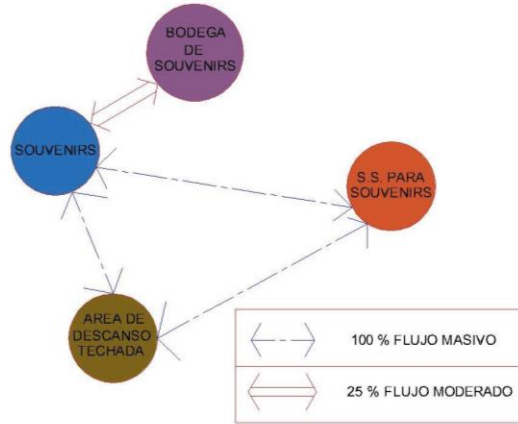 BODEGA
DE
SOUVENIRS
SOUVENIRS
S.S. PARA
SOUVENIRS
AREA DE
DESCANSO
TECHADA
100 % FLUJO MASIVO
25 % FLUJO MODERADO